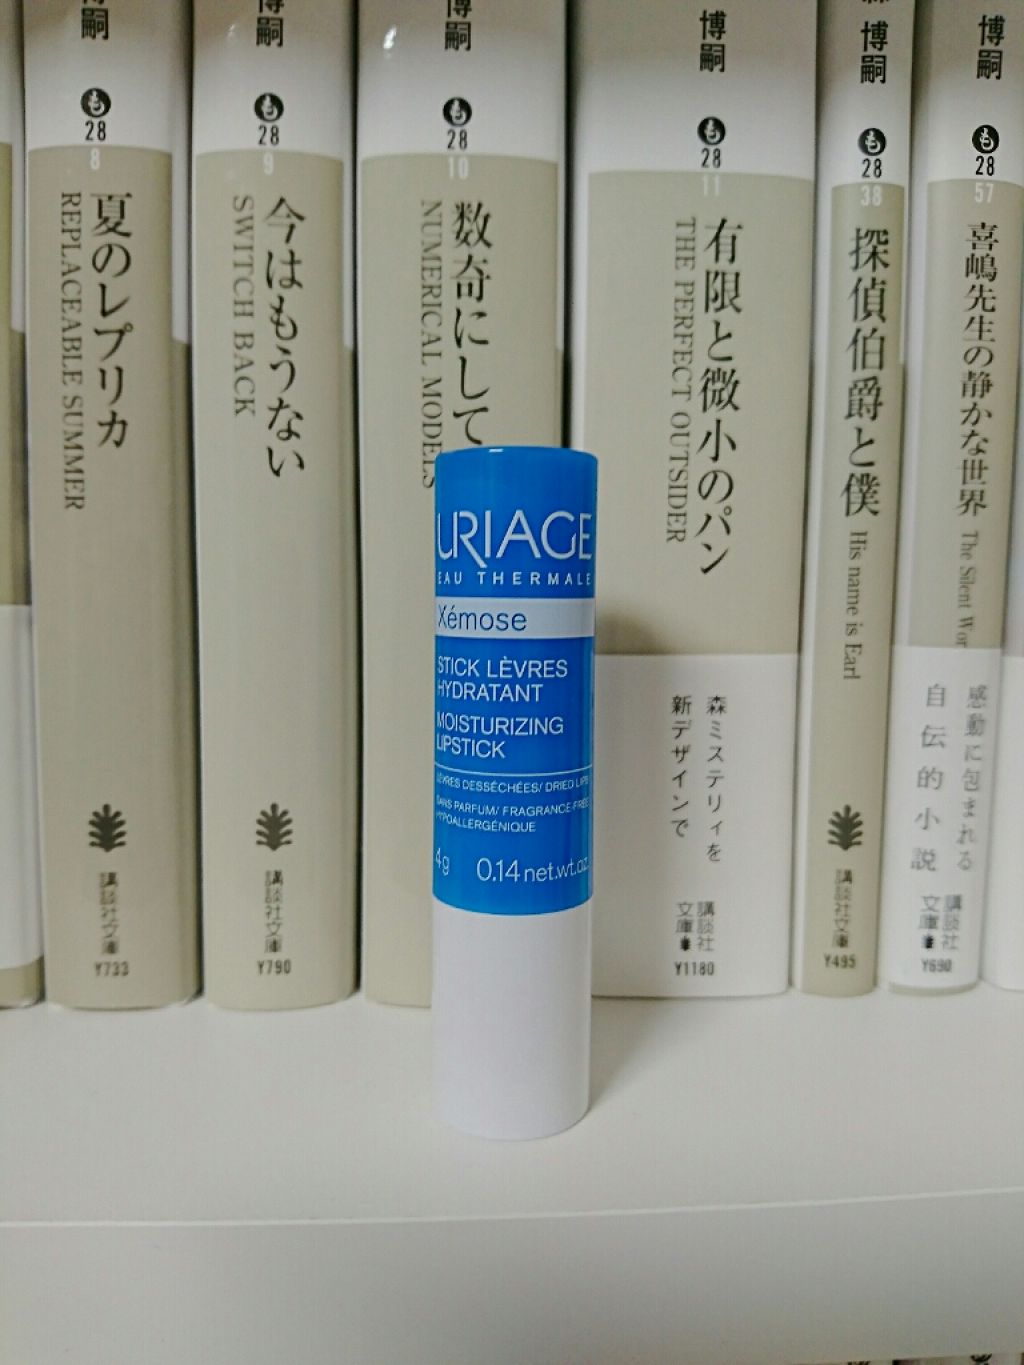 博嗣
も
28
8
夏のレプリカ
REPLACEABLE SUMMER
講談社文庫
¥733
博嗣
も
28
9
今はもうない
SWITCH BACK
講談社文庫
¥790
博嗣
も
28
10
数奇にして
NUMERICAL MODELS
博嗣
も
28
11
有限と微小のパン
THE PERFECT OUTSIDER
森ミステリィを
新デザインで
講談社
文庫
¥1180
博嗣
も
28
38
探偵伯爵と僕
His name is Earl
講談社文庫
¥495
博嗣
も
28
57
喜嶋先生の静かな世界
The Silent Wor
感動に包まれる
自伝的小説
講談社
文庫
¥690
URIAGE
EAU THERMALE
Xémose
STICK LÈVRES
HYDRATANT
MOISTURIZING
LIPSTICK
LÈVRES DESSÉCHÉES/ DRIED LIPS
SANS PARFUM/ FRAGRANCE-FREE
HYPOALLERGÉNIQUE
4g 0.14 net.wt.oz